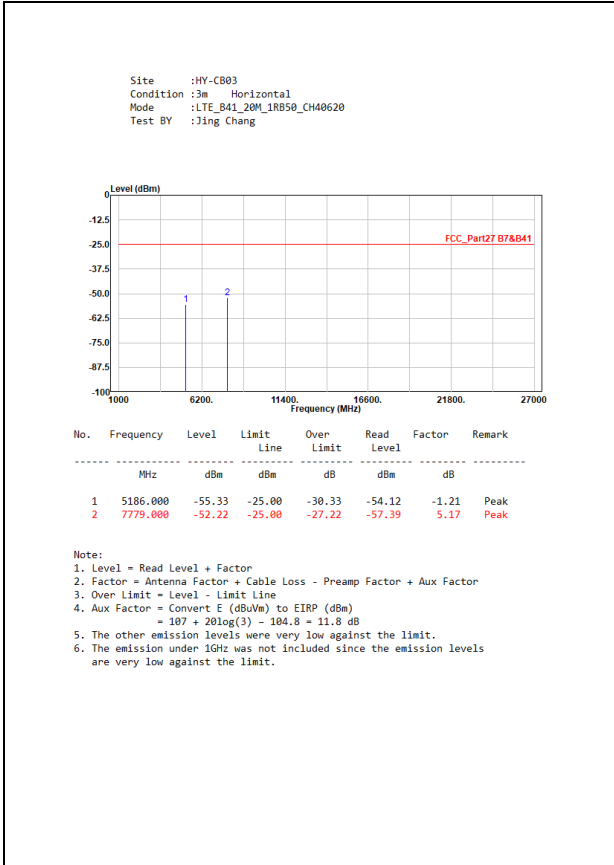 Site :HY-CB03
Condition :3m Horizontal
Mode :LTE_B41_20M_1RB50_CH40620
Test BY :Jing Chang
Level (dBm)
0
-12.5
FCC_Part27 B7&B41
-25.0
-37.5
-50.0
1 2
-62.5
-75.0
-87.5
-100
1000 6200. 11400. 16600. 21800. 27000
Frequency (MHz)
No. Frequency Level Limit Over Read Factor Remark
Line Limit Level
------ ----------- -------- -------- --------- -------- -------- ---------
MHz dBm dBm dB dBm dB
1 5186.000 -55.33 -25.00 -30.33 -54.12 -1.21 Peak
2 7779.000 -52.22 -25.00 -27.22 -57.39 5.17 Peak
Note:
1. Level = Read Level + Factor
2. Factor = Antenna Factor + Cable Loss - Preamp Factor + Aux Factor
3. Over Limit = Level - Limit Line
4. Aux Factor = Convert E (dBuVm) to EIRP (dBm)
= 107 + 20log(3) – 104.8 = 11.8 dB
5. The other emission levels were very low against the limit.
6. The emission under 1GHz was not included since the emission levels
are very low against the limit.